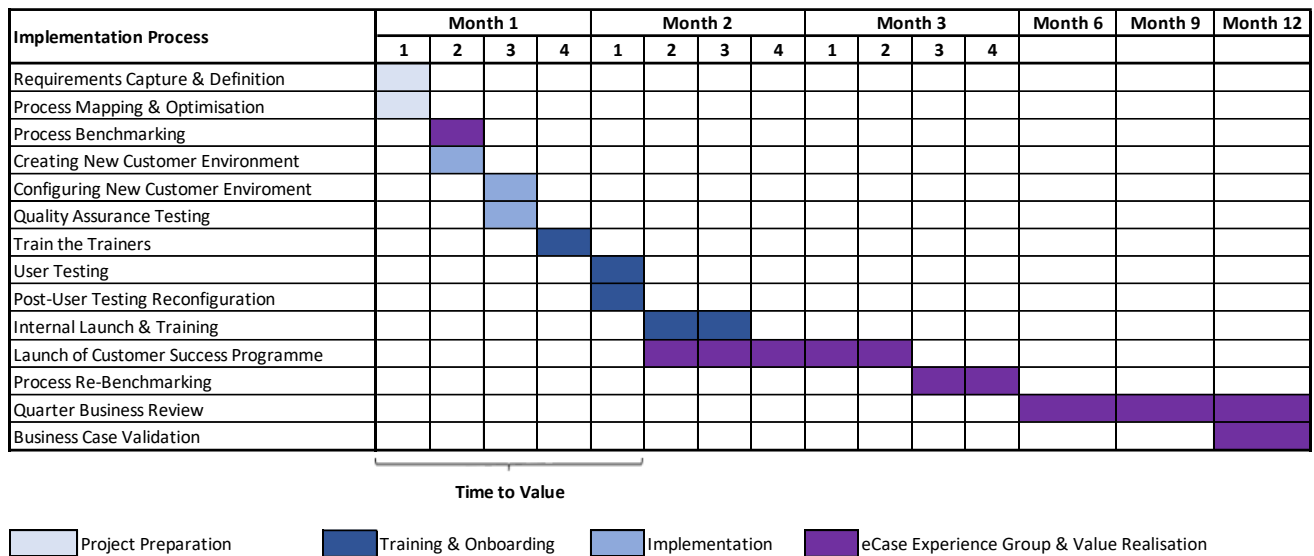 Implementation Process
Month 1 Month 2 Month 3 Month 6 Month 9 Month 12
1 2 3 4 1 2 3 4 1 2 3 4
Requirements Capture & Definition
Process Mapping & Optimisation
Process Benchmarking
Creating New Customer Environment
Configuring New Customer Enviroment
Quality Assurance Testing
Train the Trainers
User Testing
Post-User Testing Reconfiguration
Internal Launch & Training
Launch of Customer Success Programme
Process Re-Benchmarking
Quarter Business Review
Business Case Validation
Time to Value
Project Preparation Training & Onboarding Implementation eCase Experience Group & Value Realisation